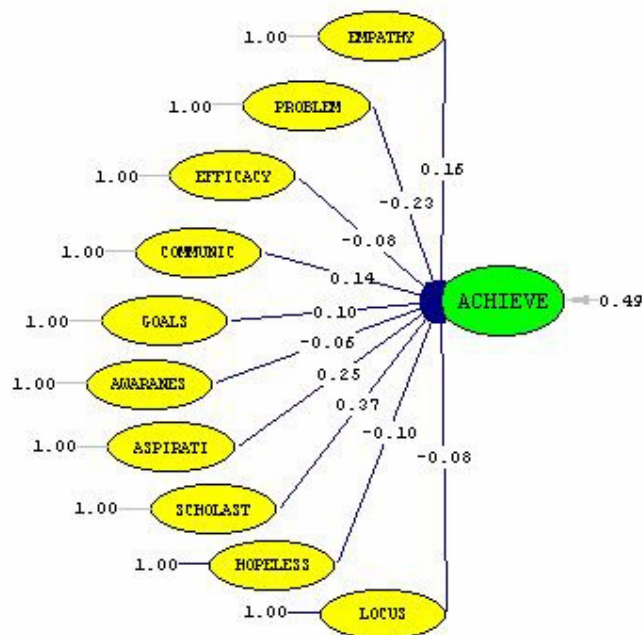 1.00 EMPATHY
1.00 PROBLEM
1.00 EFFICACY
0.16
-0.23
-0.08
1.00 COMMUNIC
0.14
ACHIEVE 0.49
1.00 GOALS
0.10
1.00 AWARANES
-0.06
0.25
1.00 ASPIRATI
0.37
-0.10
-0.08
1.00 SCHOLAST
1.00 HOPELESS
1.00 LOCUS